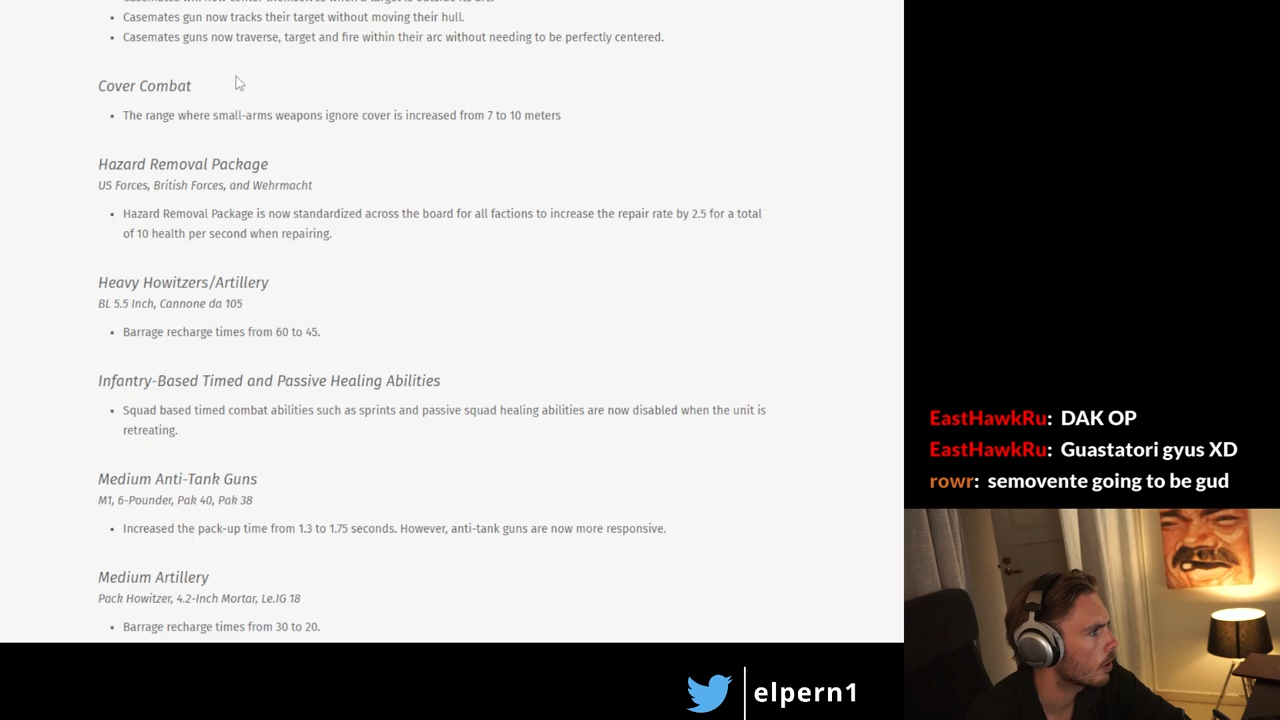 • Casemates gun now tracks their target without moving their hull.
• Casemates guns now traverse, target and fire within their arc without needing to be perfectly centered.
Cover Combat
• The range where small-arms weapons ignore cover is increased from 7 to 10 meters
Hazard Removal Package
US Forces, British Forces, and Wehrmacht
• Hazard Removal Package is now standardized across the board for all factions to increase the repair rate by 2.5 for a total
of 10 health per second when repairing.
Heavy Howitzers/Artillery
BL 5.5 Inch, Cannone da 105
• Barrage recharge times from 60 to 45.
Infantry-Based Timed and Passive Healing Abilities
• Squad based timed combat abilities such as sprints and passive squad healing abilities are now disabled when the unit is
retreating.
Medium Anti-Tank Guns
M1, 6-Pounder, Pak 40, Pak 38
• Increased the pack-up time from 1.3 to 1.75 seconds. However, anti-tank guns are now more responsive.
Medium Artillery
Pack Howitzer, 4.2-Inch Mortar, Le.IG 18
• Barrage recharge times from 30 to 20.
EastHawkRu: DAK OP
EastHawkRu: Guastatori gyus XD
rowr: semovente going to be gud
elpern1